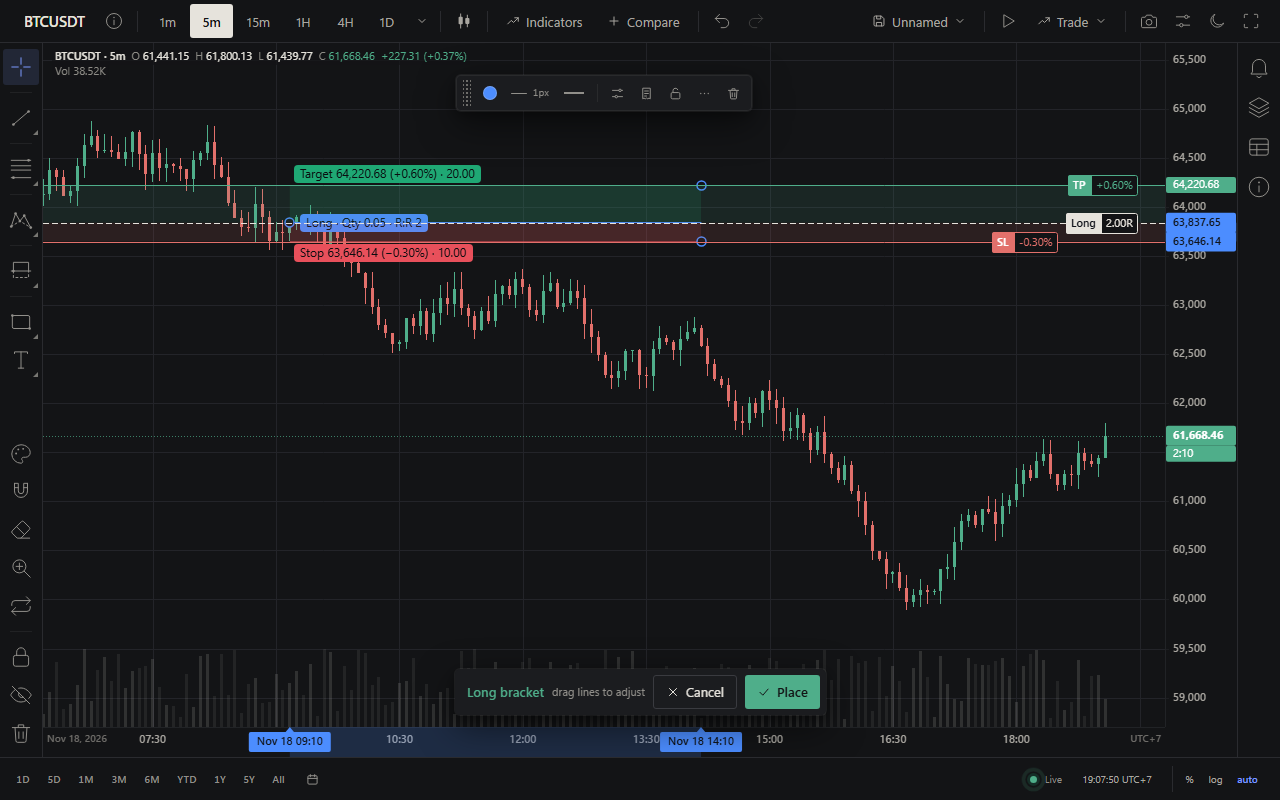 BTCUSDT 1m 5m 15m 1H 4H 1D Indicators Compare Unnamed Trade
BTCUSDT · 5m O 61,441.15 H 61,800.13 L 61,439.77 C 61,668.46 +227.31 (+0.37%)
Vol 38.52K
1px
65,500
65,000
64,500
Target 64,220.68 (+0.60%) · 20.00
TP +0.60% 64,220.68
64,000
Long · Qty 0.05 · R:R 2
Long 2.00R 63,837.65
SL -0.30% 63,646.14
Stop 63,646.14 (−0.30%) · 10.00
63,500
63,000
62,500
62,000
61,668.46
2:10
61,000
60,500
60,000
59,500
59,000
Long bracket drag lines to adjust Cancel Place
Nov 18, 2026 07:30 Nov 18 09:10 10:30 12:00 13:30 Nov 18 14:10 15:00 16:30 18:00 UTC+7
1D 5D 1M 3M 6M YTD 1Y 5Y All Live 19:07:50 UTC+7 % log auto
T